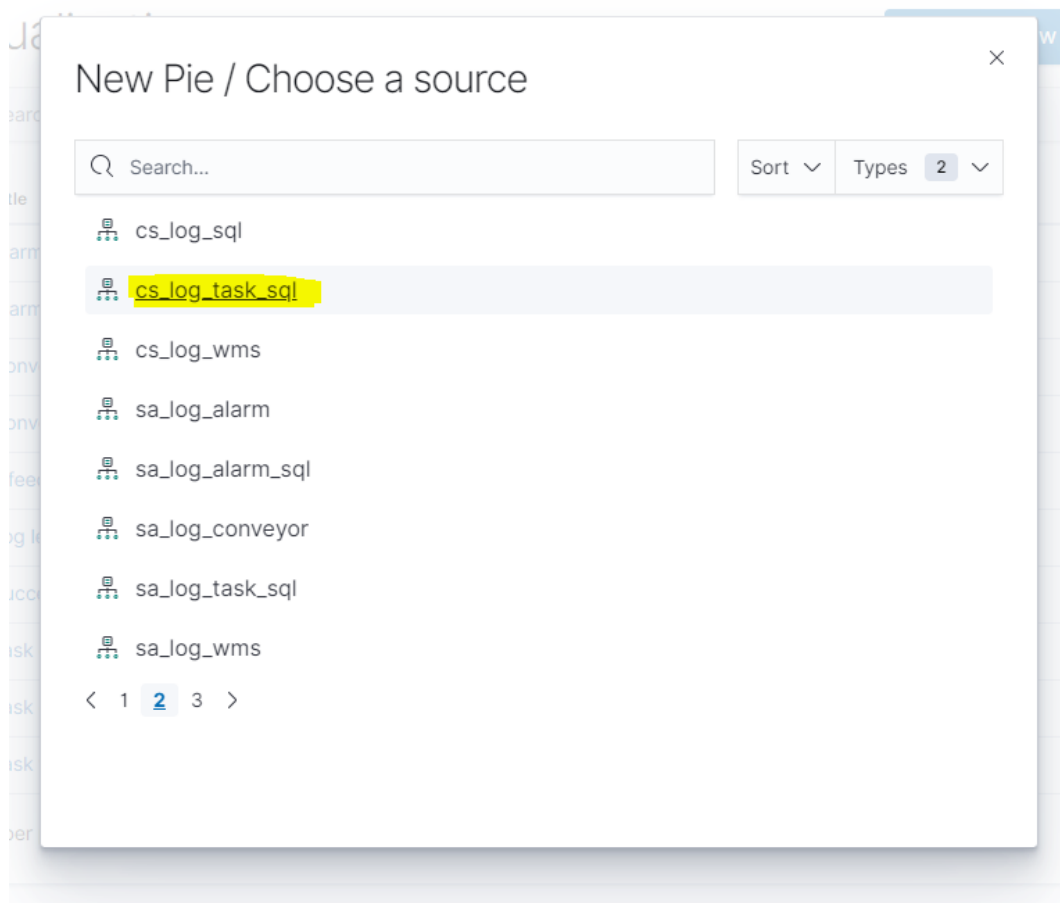 New Pie / Choose a source
Search...
Sort
Types 2
cs_log_sql
cs_log_task_sql
cs_log_wms
sa_log_alarm
sa_log_alarm_sql
sa_log_conveyor
sa_log_task_sql
sa_log_wms
1 2 3